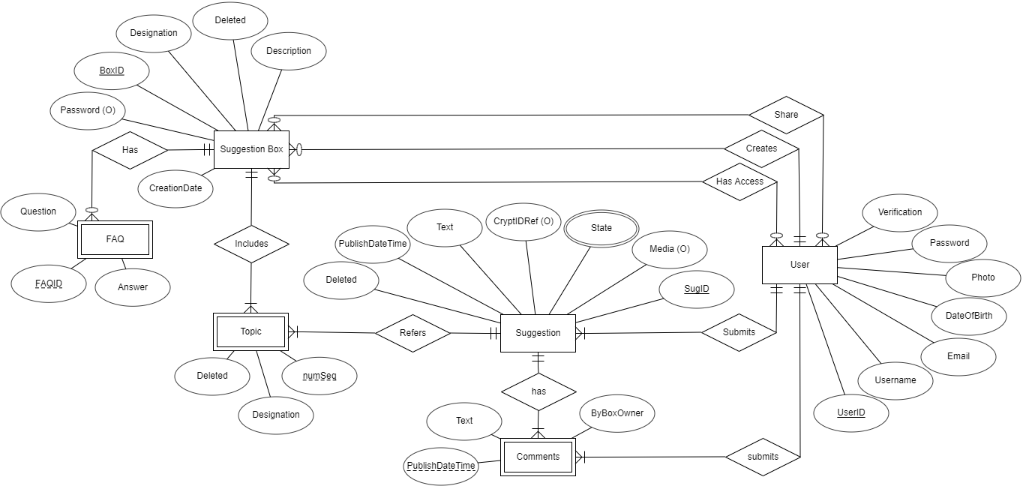 Deleted
Designation
Description
BoxID
Password (O)
Share
Has
Suggestion Box
Creates
CreationDate
Has Access
Question
FAQ
Includes
PublishDateTime
Text
CryptIDRef (O)
State
Media (O)
Verification
Password
User
Photo
FAQID
Answer
Deleted
SugID
DateOfBirth
Topic
Refers
Suggestion
Submits
Email
Deleted
numSeq
Username
Designation
has
ByBoxOwner
UserID
Text
Comments
submits
PublishDateTime